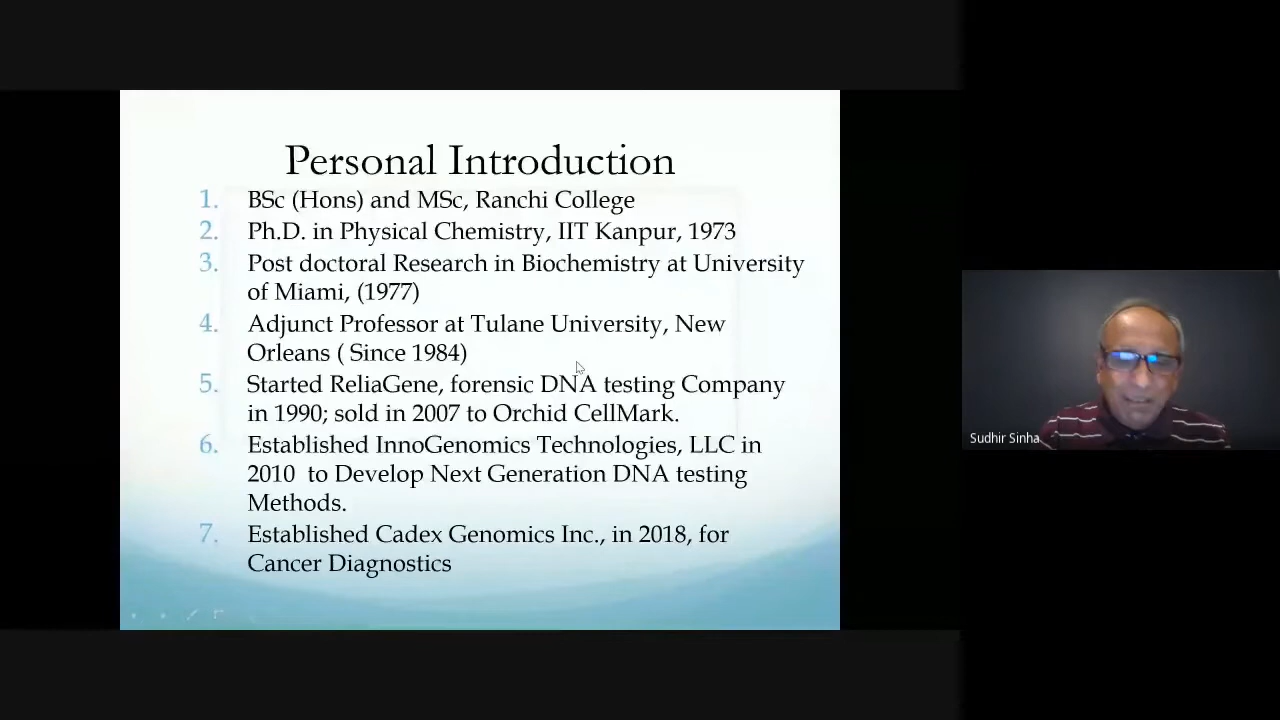 Personal Introduction
1. BSc (Hons) and MSc, Ranchi College
2. Ph.D. in Physical Chemistry, IIT Kanpur, 1973
3. Post doctoral Research in Biochemistry at University
of Miami, (1977)
4. Adjunct Professor at Tulane University, New
Orleans ( Since 1984)
5. Started ReliaGene, forensic DNA testing Company
in 1990; sold in 2007 to Orchid CellMark.
6. Established InnoGenomics Technologies, LLC in
2010 to Develop Next Generation DNA testing
Methods.
7. Established Cadex Genomics Inc., in 2018, for
Cancer Diagnostics
Sudhir Sinha